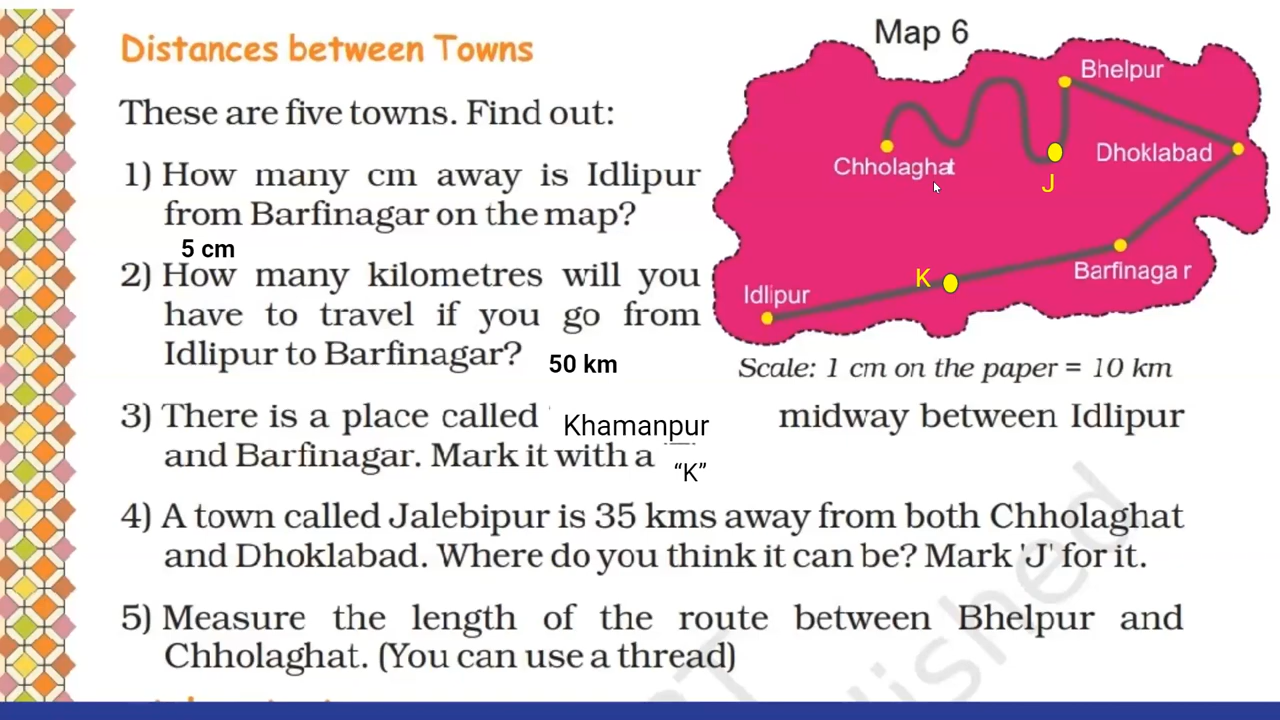 Distances between Towns
These are five towns. Find out:
1) How many cm away is Idlipur
from Barfinagar on the map?
5 cm
2) How many kilometres will you
have to travel if you go from
Idlipur to Barfinagar?
50 km
Map 6
Bhelpur
Dhoklabad
Chholaghat
J
K
Barfinagar
Idlipur
Scale: 1 cm on the paper = 10 km
3) There is a place called ' Khamanpur midway between Idlipur
and Barfinagar. Mark it with a
“K”
4) A town called Jalebipur is 35 kms away from both Chholaghat
and Dhoklabad. Where do you think it can be? Mark 'J' for it.
5) Measure the length of the route between Bhelpur and
Chholaghat. (You can use a thread)